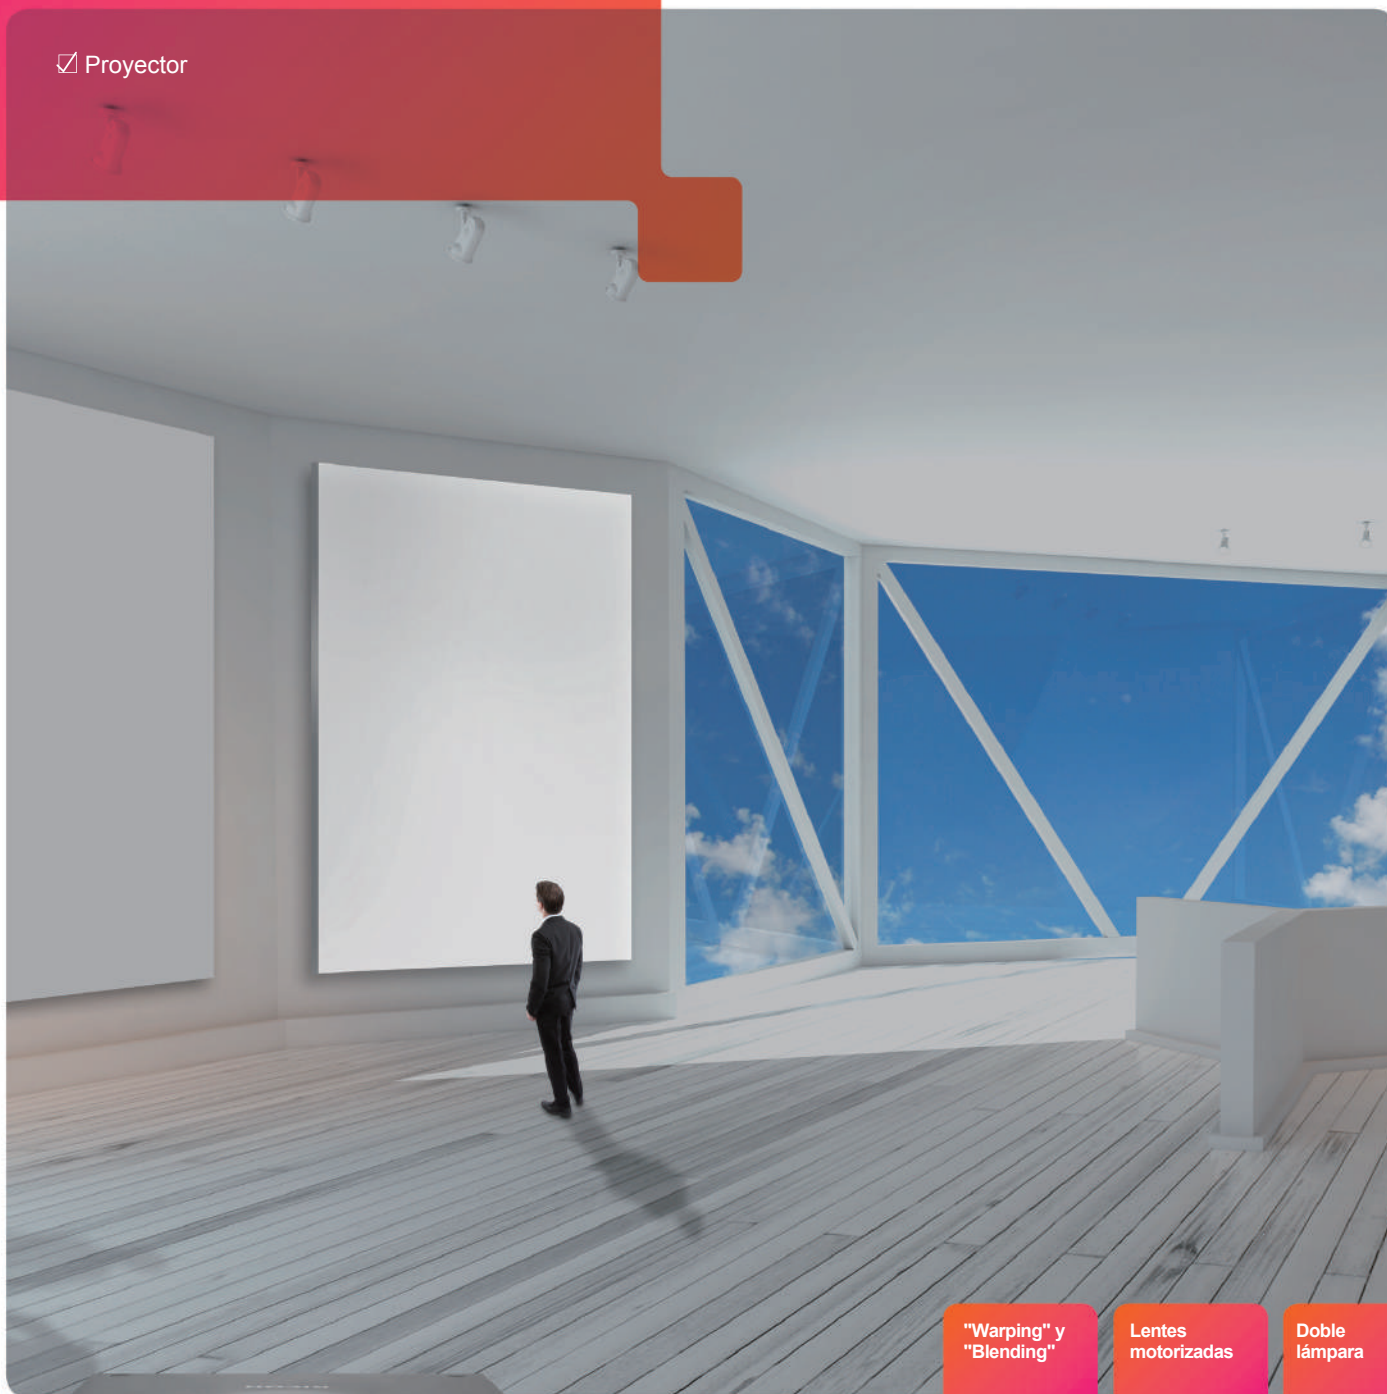 Proyector
"Warping" y
"Blending"
Lentes
motorizadas
Doble
lámpara